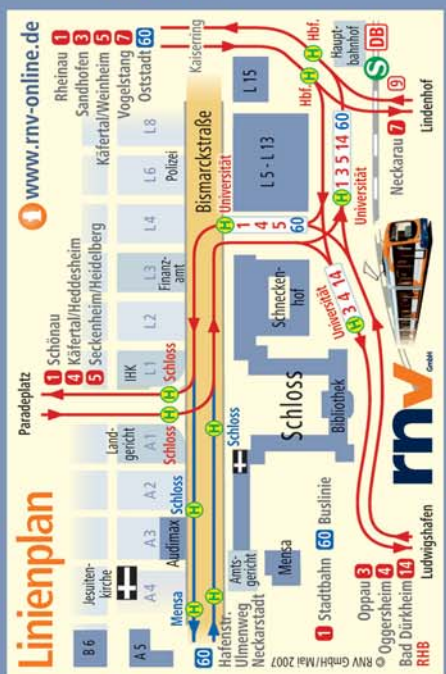 Linienplan
www.rnv-online.de
Paradeplatz
1 Schönau
4 Käfertal/Heddesheim
5 Seckenheim/Heidelberg
Rheinau 1
Sandhofen 3
Käfertal/Weinheim 5
Vogelstang 7
Oststadt 60
B 6
Jesuiten-
kirche
Land-
gericht
IHK
A 5
A 4
A 3
A 2
A 1
L 1
L 2
L 3
L 4
L 6
L 8
Finanz-
amt
Polizei
Kaiserring
Audimax
Mensa
Schloss
Schloss
Schloss
Bismarckstraße
Universität
Schloss
60
Hafenstr.
Ulmenweg
Neckarstadt
Amts-
gericht
Mensa
Schloss
Bibliothek
Schnecken-
hof
1
4
5
60
L 5 - L 13
L 15
Hbf.
Hbf.
Haupt-
bahnhof
DB
S
Universität
3 4 14
1 3 5 14 60
Universität
9
Lindenhof
Neckarau 7
1 Stadtbahn 60 Buslinie
Oppau 3
Oggersheim 4
Bad Dürkheim 14
RHB
Ludwigshafen
rnv
GmbH
© RNV GmbH/Mai 2007